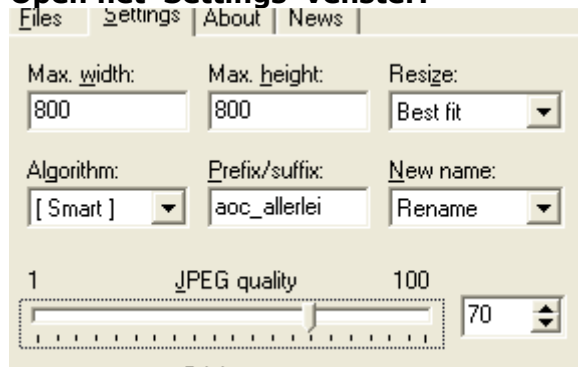 Open het 'Settings' venster:
Files Settings About News
Max. width: Max. height: Resize:
800 800 Best fit
Algorithm: Prefix/suffix: New name:
[ Smart ] aoc_allerlei Rename
1 JPEG quality 100
70